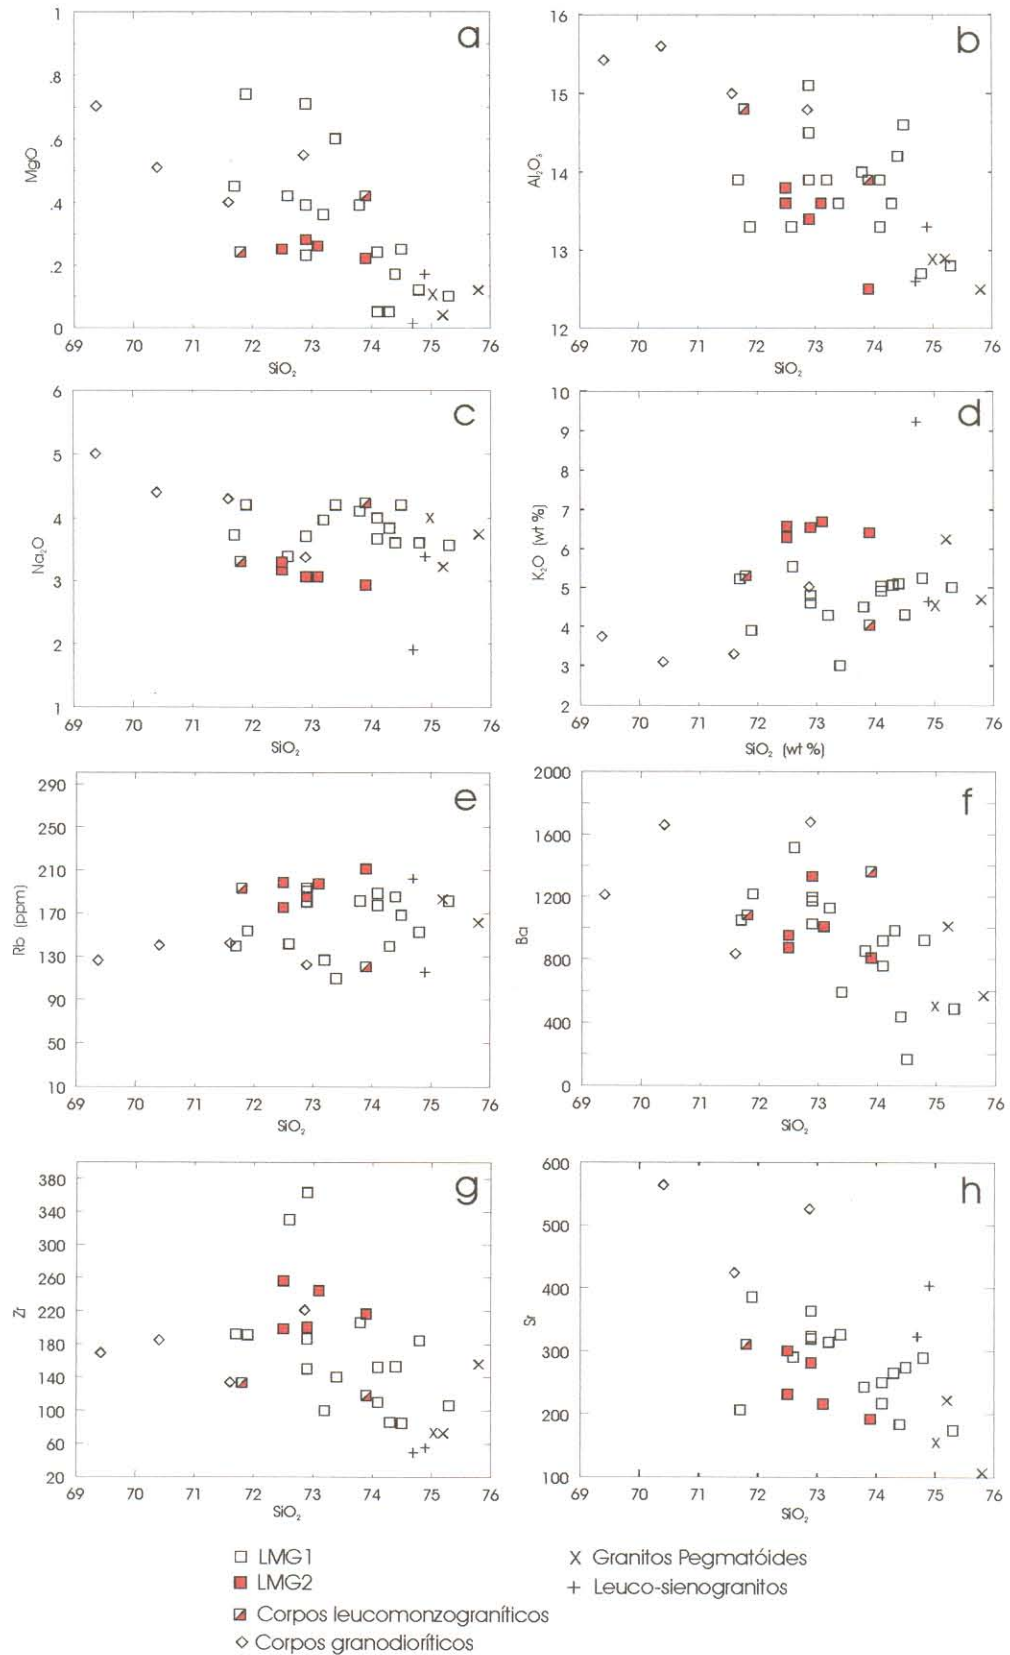 1
.8
.6
.4
.2
0
MgO
a
69 70 71 72 73 74 75 76
SiO₂
16
15
14
13
12
Al₂O₃
b
69 70 71 72 73 74 75 76
SiO₂
6
5
4
3
2
1
Na₂O
c
69 70 71 72 73 74 75 76
SiO₂
10
9
8
7
6
5
4
3
2
K₂O (wt %)
d
69 70 71 72 73 74 75 76
SiO₂ (wt %)
290
250
210
170
130
90
50
10
Rb (ppm)
e
69 70 71 72 73 74 75 76
SiO₂
2000
1600
1200
800
400
0
Ba
f
69 70 71 72 73 74 75 76
SiO₂
380
340
300
260
220
180
140
100
60
20
Zr
g
69 70 71 72 73 74 75 76
SiO₂
600
500
400
300
200
100
Sr
h
69 70 71 72 73 74 75 76
SiO₂
LMG1
LMG2
Corpos leucomonzograníticos
Corpos granodioríticos
Granitos Pegmatóides
Leuco-sienogranitos